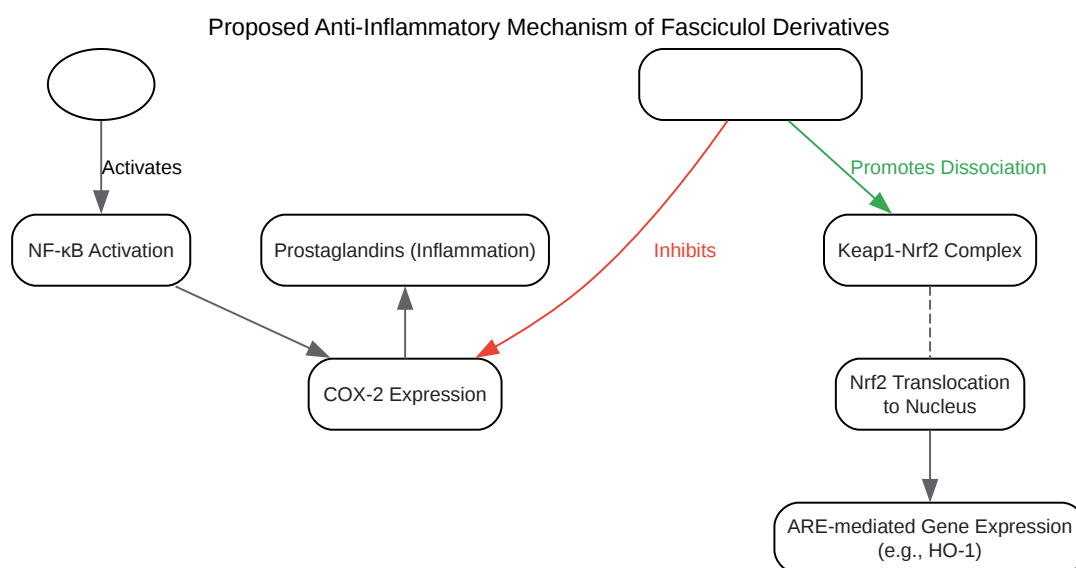 Proposed Anti-Inflammatory Mechanism of Fasciculol Derivatives
Activates
Promotes Dissociation
NF-κB Activation
Prostaglandins (Inflammation)
Inhibits
Keap1-Nrf2 Complex
COX-2 Expression
Nrf2 Translocation
to Nucleus
ARE-mediated Gene Expression
(e.g., HO-1)